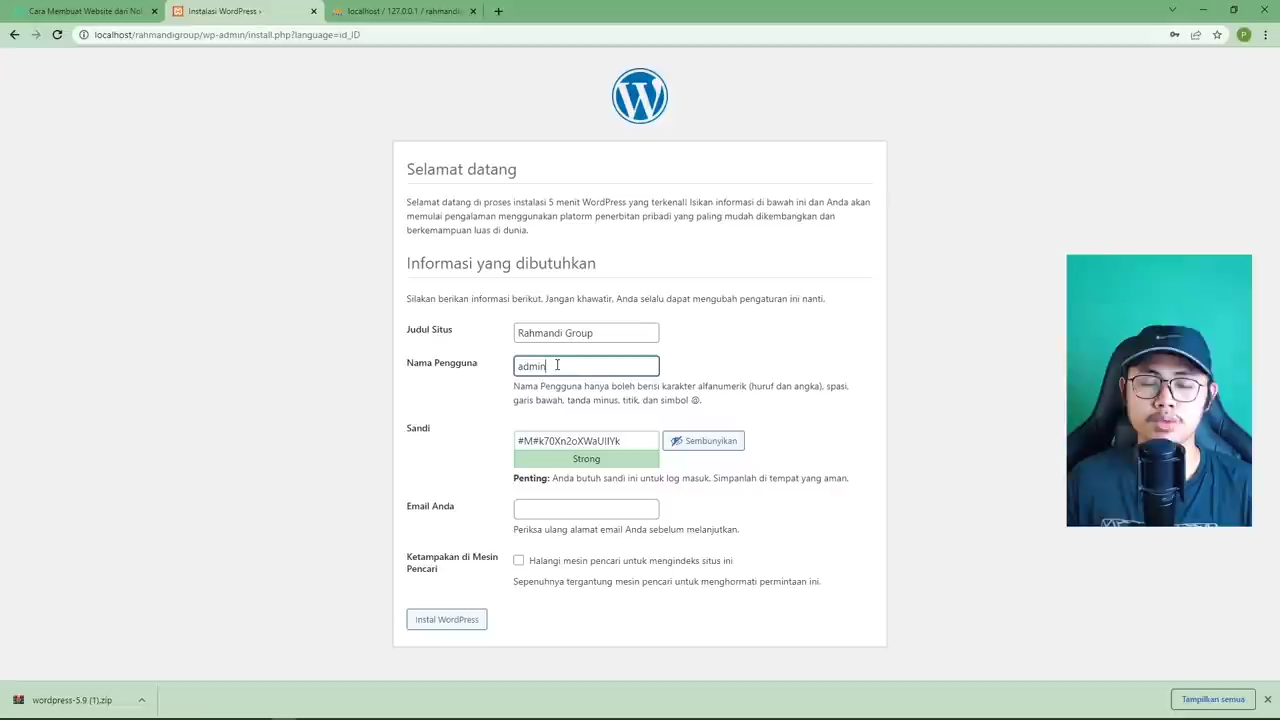 Cara Membuat Website dari Nol
Instalasi WordPress ›
localhost / 127.0.0.1 / rahmandig
localhost/rahmandigroup/wp-admin/install.php?language=id_ID
P
Selamat datang
Selamat datang di proses instalasi 5 menit WordPress yang terkenal! Isikan informasi di bawah ini dan Anda akan
memulai pengalaman menggunakan platorm penerbitan pribadi yang paling mudah dikembangkan dan
berkemampuan luas di dunia.
Informasi yang dibutuhkan
Silakan berikan informasi berikut. Jangan khawatir, Anda selalu dapat mengubah pengaturan ini nanti.
Judul Situs
Rahmandi Group
Nama Pengguna
admin
Nama Pengguna hanya boleh berisi karakter alfanumerik (huruf dan angka), spasi,
garis bawah, tanda minus, titik, dan simbol @.
Sandi
Sembunyikan
Strong
Penting: Anda butuh sandi ini untuk log masuk. Simpanlah di tempat yang aman.
Email Anda
Periksa ulang alamat email Anda sebelum melanjutkan.
Ketampakan di Mesin
Pencari
Halangi mesin pencari untuk mengindeks situs ini
Sepenuhnya tergantung mesin pencari untuk menghormati permintaan ini.
Instal WordPress
wordpress-5.9 (1).zip
Tampilkan semua